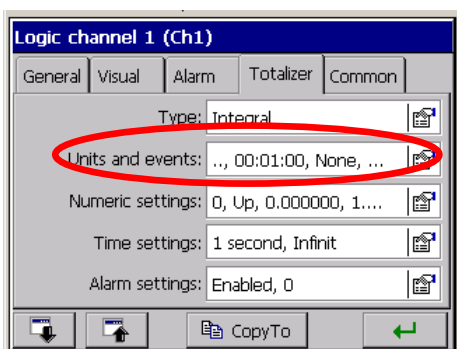 Logic channel 1 (Ch1)
General Visual Alarm Totalizer Common
Type: Integral
Units and events: .., 00:01:00, None, ...
Numeric settings: 0, Up, 0.000000, 1....
Time settings: 1 second, Infinit
Alarm settings: Enabled, 0
CopyTo